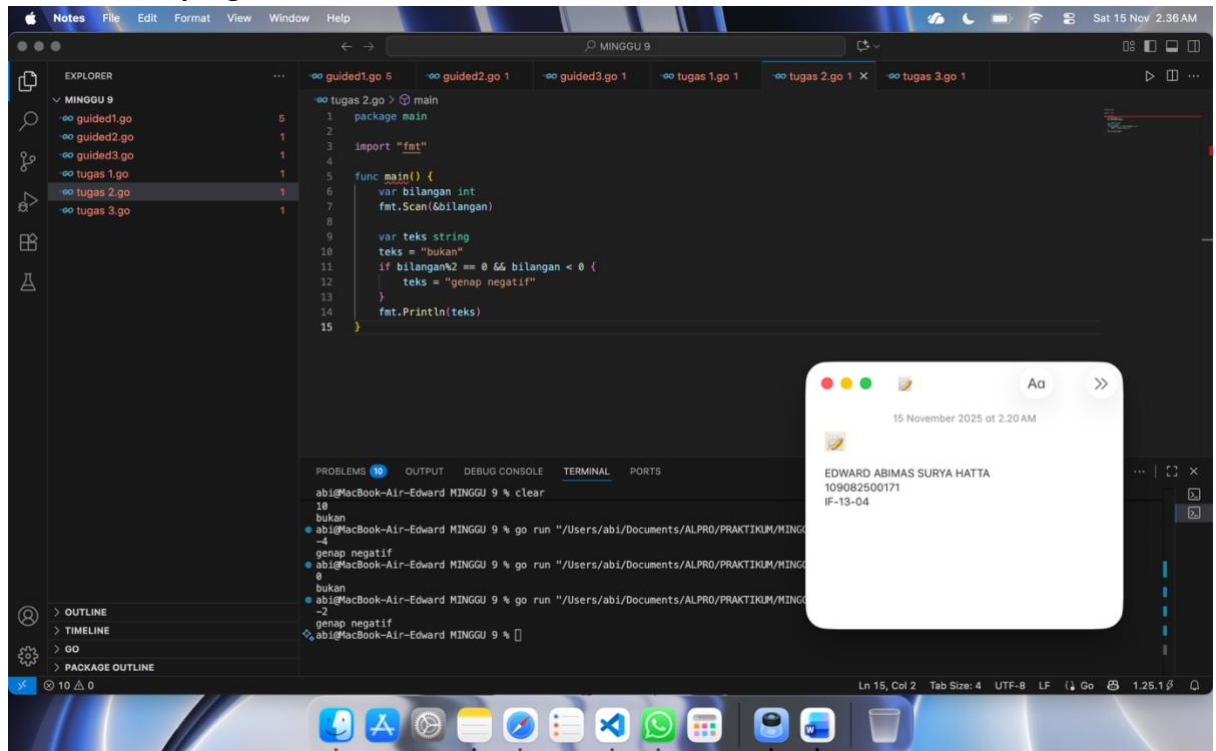 Notes File Edit Format View Window Help Sat 15 Nov 2.36 AM
MINGGU 9
EXPLORER
guided1.go 5 guided2.go 1 guided3.go 1 tugas 1.go 1 tugas 2.go 1 tugas 3.go 1
MINGGU 9
guided1.go 5
guided2.go 1
guided3.go 1
tugas 1.go 1
tugas 2.go 1
tugas 3.go 1
tugas 2.go > main
1 package main
2
3 import "fmt"
4
5 func main() {
6 var bilangan int
7 fmt.Scan(&bilangan)
8
9 var teks string
10 teks = "bukan"
11 if bilangan%2 == 0 && bilangan < 0 {
12 teks = "genap negatif"
13 }
14 fmt.Println(teks)
15 }
Aa
15 November 2025 at 2.20 AM
EDWARD ABIMAS SURYA HATTA
109082500171
IF-13-04
PROBLEMS 10 OUTPUT DEBUG CONSOLE TERMINAL PORTS
abi@MacBook-Air-Edward MINGGU 9 % clear
10
bukan
abi@MacBook-Air-Edward MINGGU 9 % go run "/Users/abi/Documents/ALPRO/PRAKTIKUM/MINGG
-4
genap negatif
abi@MacBook-Air-Edward MINGGU 9 % go run "/Users/abi/Documents/ALPRO/PRAKTIKUM/MINGG
0
bukan
abi@MacBook-Air-Edward MINGGU 9 % go run "/Users/abi/Documents/ALPRO/PRAKTIKUM/MINGG
-2
genap negatif
abi@MacBook-Air-Edward MINGGU 9 %
OUTLINE
TIMELINE
GO
PACKAGE OUTLINE
10 0 Ln 15, Col 2 Tab Size: 4 UTF-8 LF Go 1.25.1